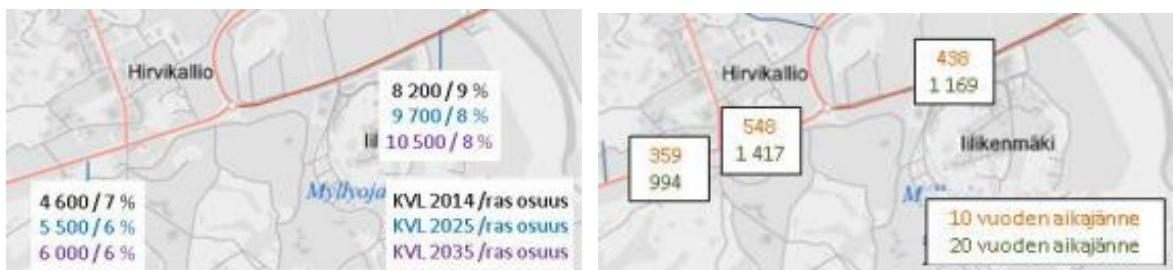 Hirvikallio
8 200 / 9 %
9 700 / 8 %
10 500 / 8 %
4 600 / 7 %
5 500 / 6 %
6 000 / 6 %
Myllyoja
KVL 2014 /ras osuus
KVL 2025 /ras osuus
KVL 2035 /ras osuus
Hirvikallio
438
1 169
548
1 417
359
994
Iilikenmäki
10 vuoden aikajänne
20 vuoden aikajänne